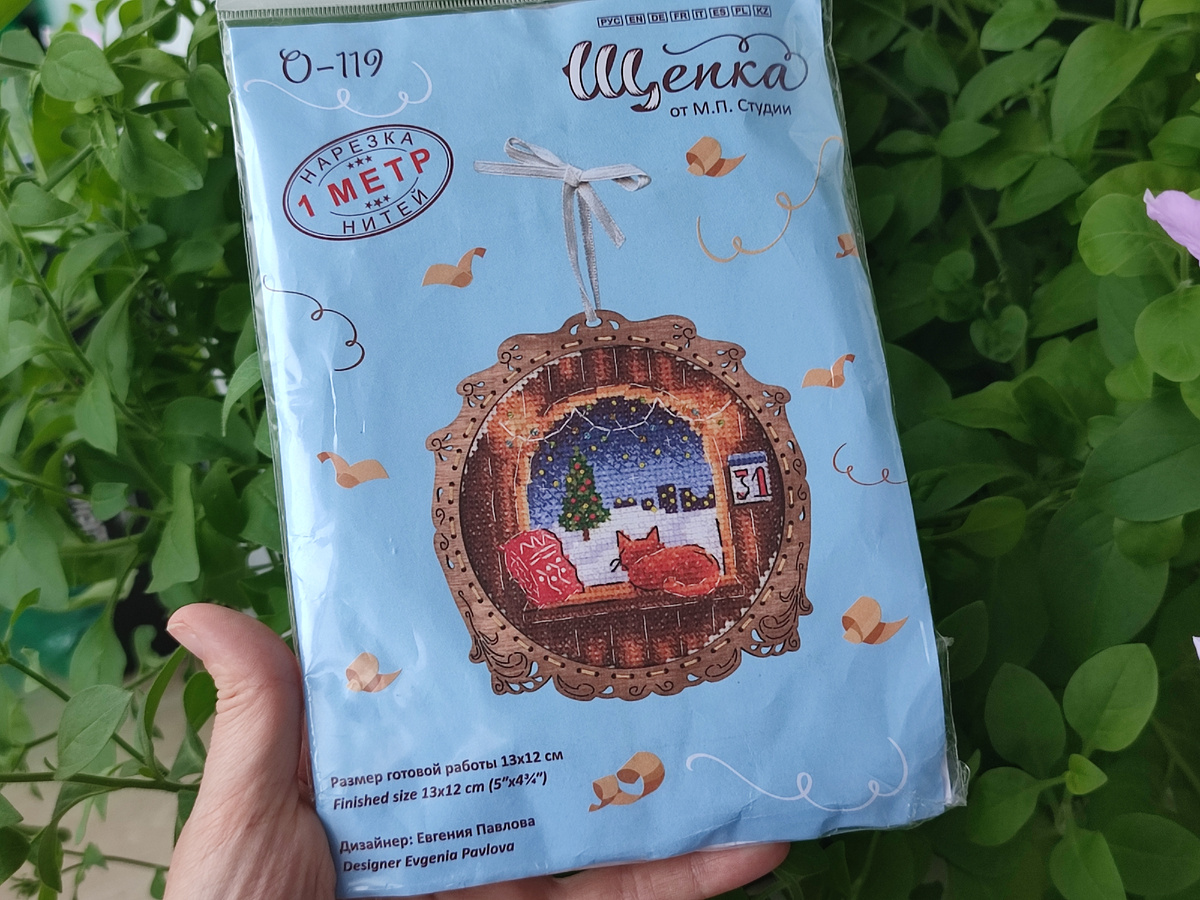 РУС EN DE FR IT ES PL KZ
О-119
Щепка
от М.П. Студии
НАРЕЗКА
1 МЕТР
НИТЕЙ
31
Размер готовой работы 13х12 см
Finished size 13x12 cm (5"x4¾")
Дизайнер: Евгения Павлова
Designer Evgenia Pavlova